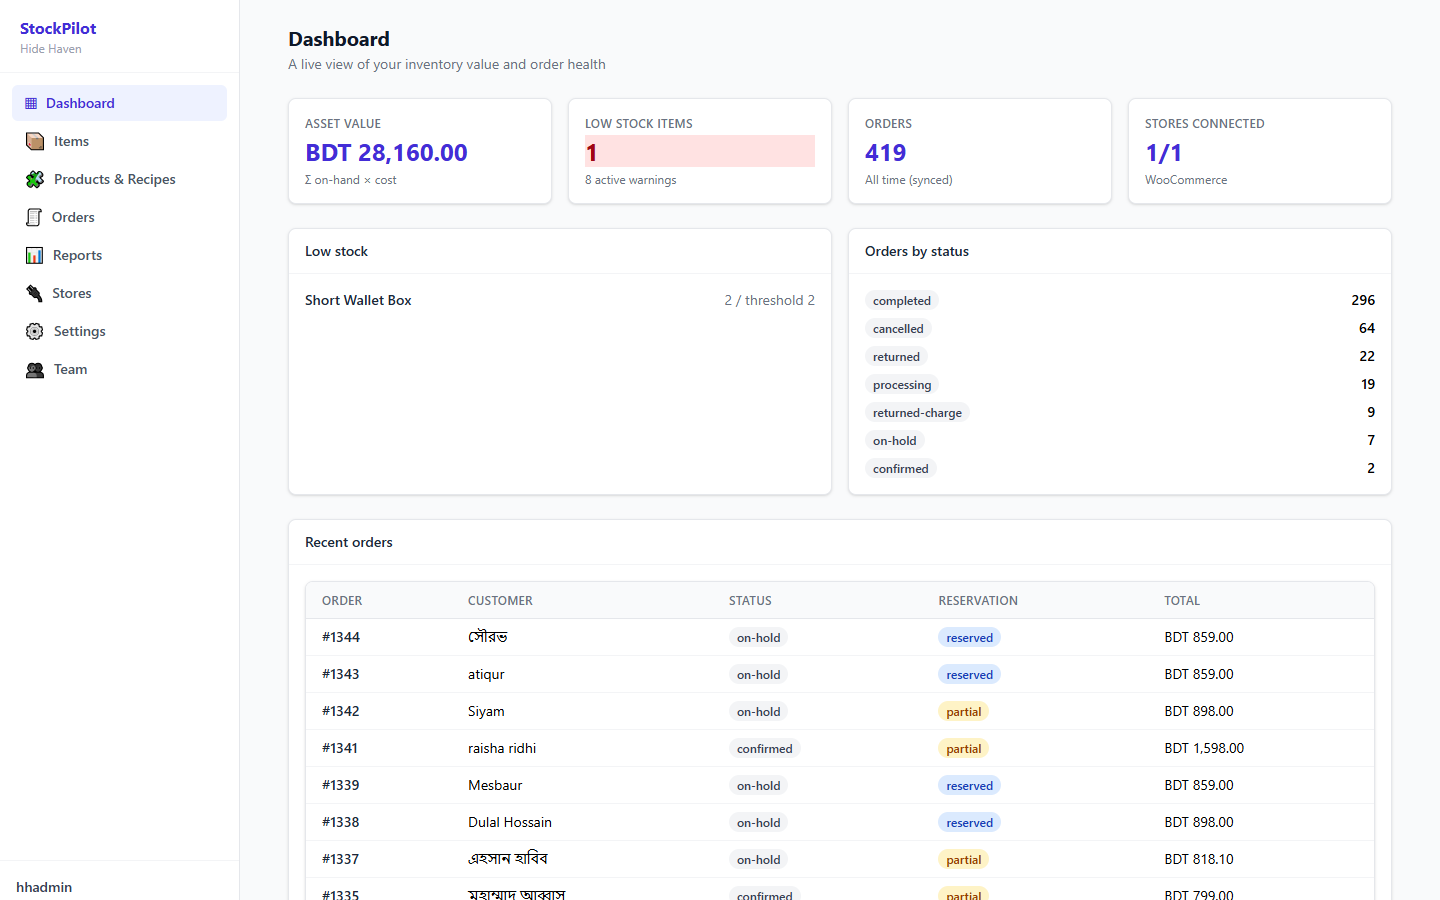 StockPilot
Hide Haven
Dashboard
Items
Products & Recipes
Orders
Reports
Stores
Settings
Team
hhadmin
Dashboard
A live view of your inventory value and order health
ASSET VALUE
BDT 28,160.00
Σ on-hand × cost
LOW STOCK ITEMS
1
8 active warnings
ORDERS
419
All time (synced)
STORES CONNECTED
1/1
WooCommerce
Low stock
Short Wallet Box 2 / threshold 2
Orders by status
completed 296
cancelled 64
returned 22
processing 19
returned-charge 9
on-hold 7
confirmed 2
Recent orders
ORDER CUSTOMER STATUS RESERVATION TOTAL
#1344 সৌরভ on-hold reserved BDT 859.00
#1343 atiqur on-hold reserved BDT 859.00
#1342 Siyam on-hold partial BDT 898.00
#1341 raisha ridhi confirmed partial BDT 1,598.00
#1339 Mesbaur on-hold reserved BDT 859.00
#1338 Dulal Hossain on-hold reserved BDT 898.00
#1337 এহসান হাবিব on-hold partial BDT 818.10
#1335 মুহাম্মাদ আব্বাস confirmed partial BDT 799.00